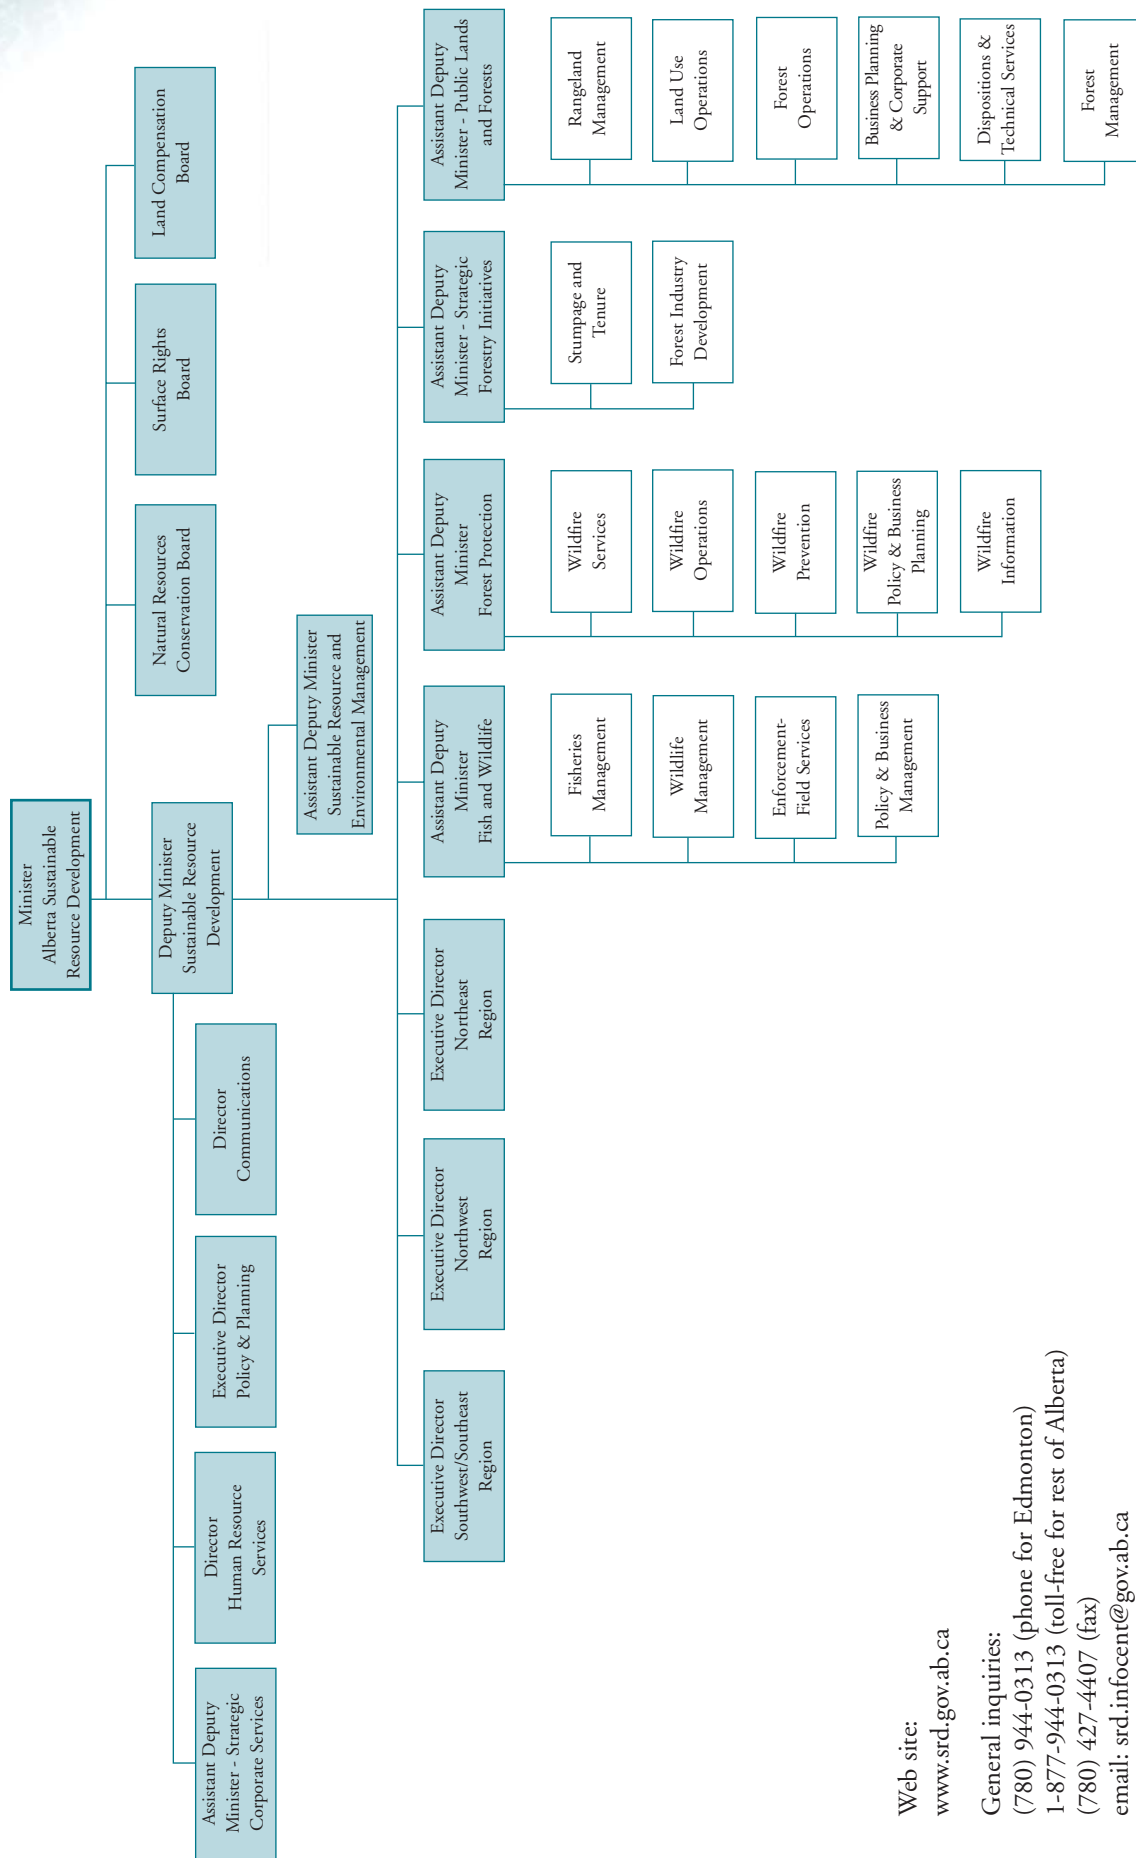 Minister
Alberta Sustainable
Resource Development
Natural Resources
Conservation Board
Surface Rights
Board
Land Compensation
Board
Deputy Minister
Sustainable Resource
Development
Assistant Deputy
Minister - Strategic
Corporate Services
Director
Human Resource
Services
Executive Director
Policy & Planning
Director
Communications
Assistant Deputy Minister
Sustainable Resource and
Environmental Management
Executive Director
Southwest/Southeast
Region
Executive Director
Northwest
Region
Executive Director
Northeast
Region
Assistant Deputy
Minister
Fish and Wildlife
Fisheries
Management
Wildlife
Management
Enforcement-
Field Services
Policy & Business
Management
Assistant Deputy
Minister
Forest Protection
Wildfire
Services
Wildfire
Operations
Wildfire
Prevention
Wildfire
Policy & Business
Planning
Wildfire
Information
Assistant Deputy
Minister - Strategic
Forestry Initiatives
Stumpage and
Tenure
Forest Industry
Development
Assistant Deputy
Minister - Public Lands
and Forests
Rangeland
Management
Land Use
Operations
Forest
Operations
Business Planning
& Corporate
Support
Dispositions &
Technical Services
Forest
Management
Web site:
www.srd.gov.ab.ca
General inquiries:
(780) 944-0313 (phone for Edmonton)
1-877-944-0313 (toll-free for rest of Alberta)
(780) 427-4407 (fax)
email: srd.infocent@gov.ab.ca